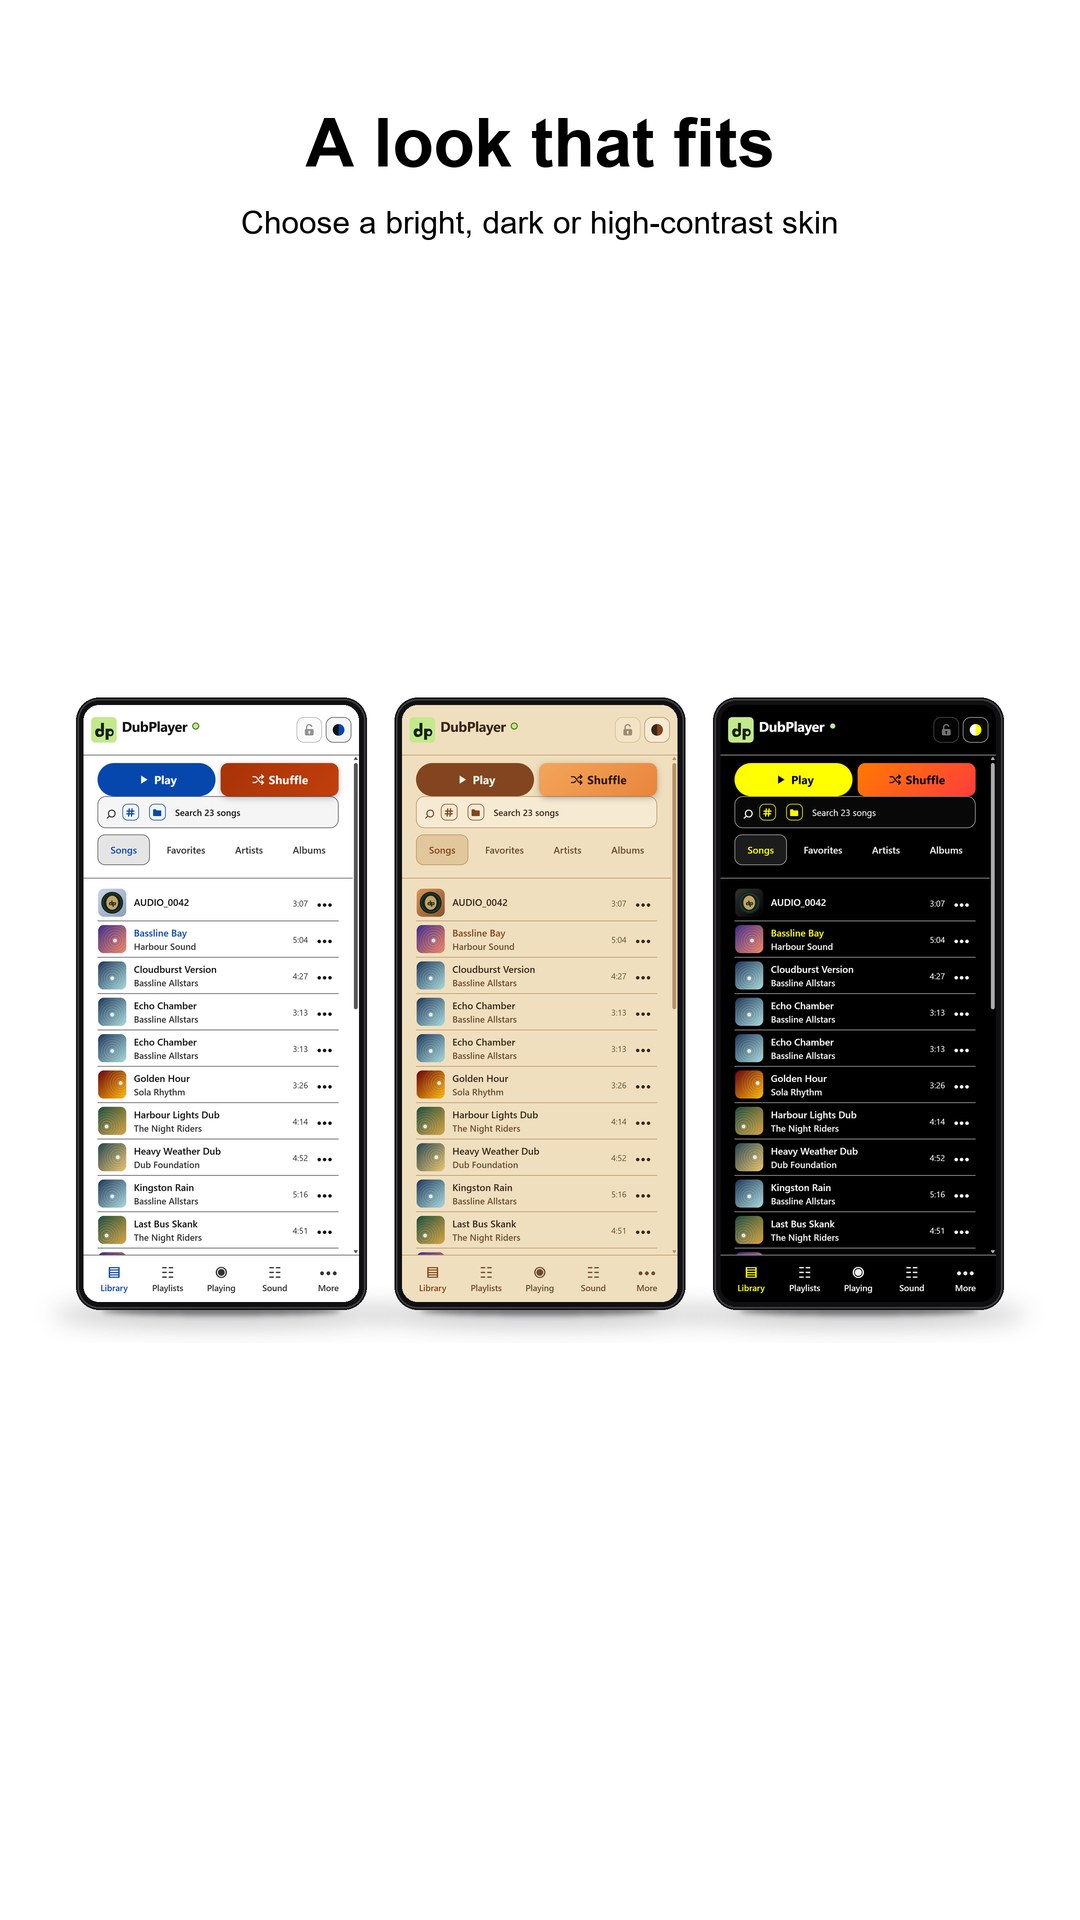 A look that fits
Choose a bright, dark or high-contrast skin
dp DubPlayer
Play
Shuffle
# Search 23 songs
Songs Favorites Artists Albums
AUDIO_0042 3:07
Bassline Bay
Harbour Sound 5:04
Cloudburst Version
Bassline Allstars 4:27
Echo Chamber
Bassline Allstars 3:13
Echo Chamber
Bassline Allstars 3:13
Golden Hour
Sola Rhythm 3:26
Harbour Lights Dub
The Night Riders 4:14
Heavy Weather Dub
Dub Foundation 4:52
Kingston Rain
Bassline Allstars 5:16
Last Bus Skank
The Night Riders 4:51
Library Playlists Playing Sound More
dp DubPlayer
Play
Shuffle
# Search 23 songs
Songs Favorites Artists Albums
AUDIO_0042 3:07
Bassline Bay
Harbour Sound 5:04
Cloudburst Version
Bassline Allstars 4:27
Echo Chamber
Bassline Allstars 3:13
Echo Chamber
Bassline Allstars 3:13
Golden Hour
Sola Rhythm 3:26
Harbour Lights Dub
The Night Riders 4:14
Heavy Weather Dub
Dub Foundation 4:52
Kingston Rain
Bassline Allstars 5:16
Last Bus Skank
The Night Riders 4:51
Library Playlists Playing Sound More
dp DubPlayer
Play
Shuffle
# Search 23 songs
Songs Favorites Artists Albums
AUDIO_0042 3:07
Bassline Bay
Harbour Sound 5:04
Cloudburst Version
Bassline Allstars 4:27
Echo Chamber
Bassline Allstars 3:13
Echo Chamber
Bassline Allstars 3:13
Golden Hour
Sola Rhythm 3:26
Harbour Lights Dub
The Night Riders 4:14
Heavy Weather Dub
Dub Foundation 4:52
Kingston Rain
Bassline Allstars 5:16
Last Bus Skank
The Night Riders 4:51
Library Playlists Playing Sound More